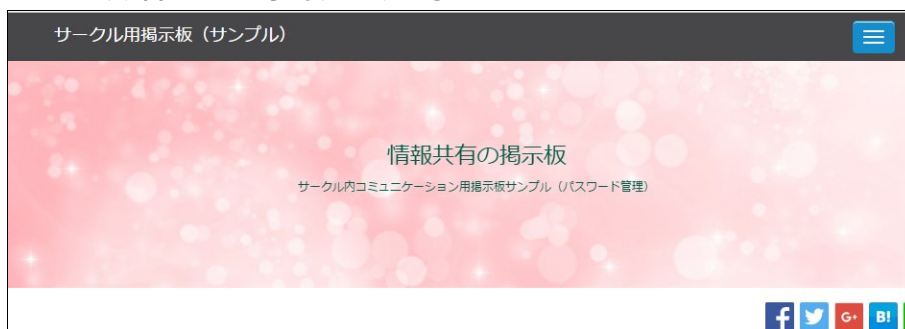 サークル用掲示板（サンプル）
情報共有の掲示板
サークル内コミュニケーション用掲示板サンプル（パスワード管理）
G+ B!